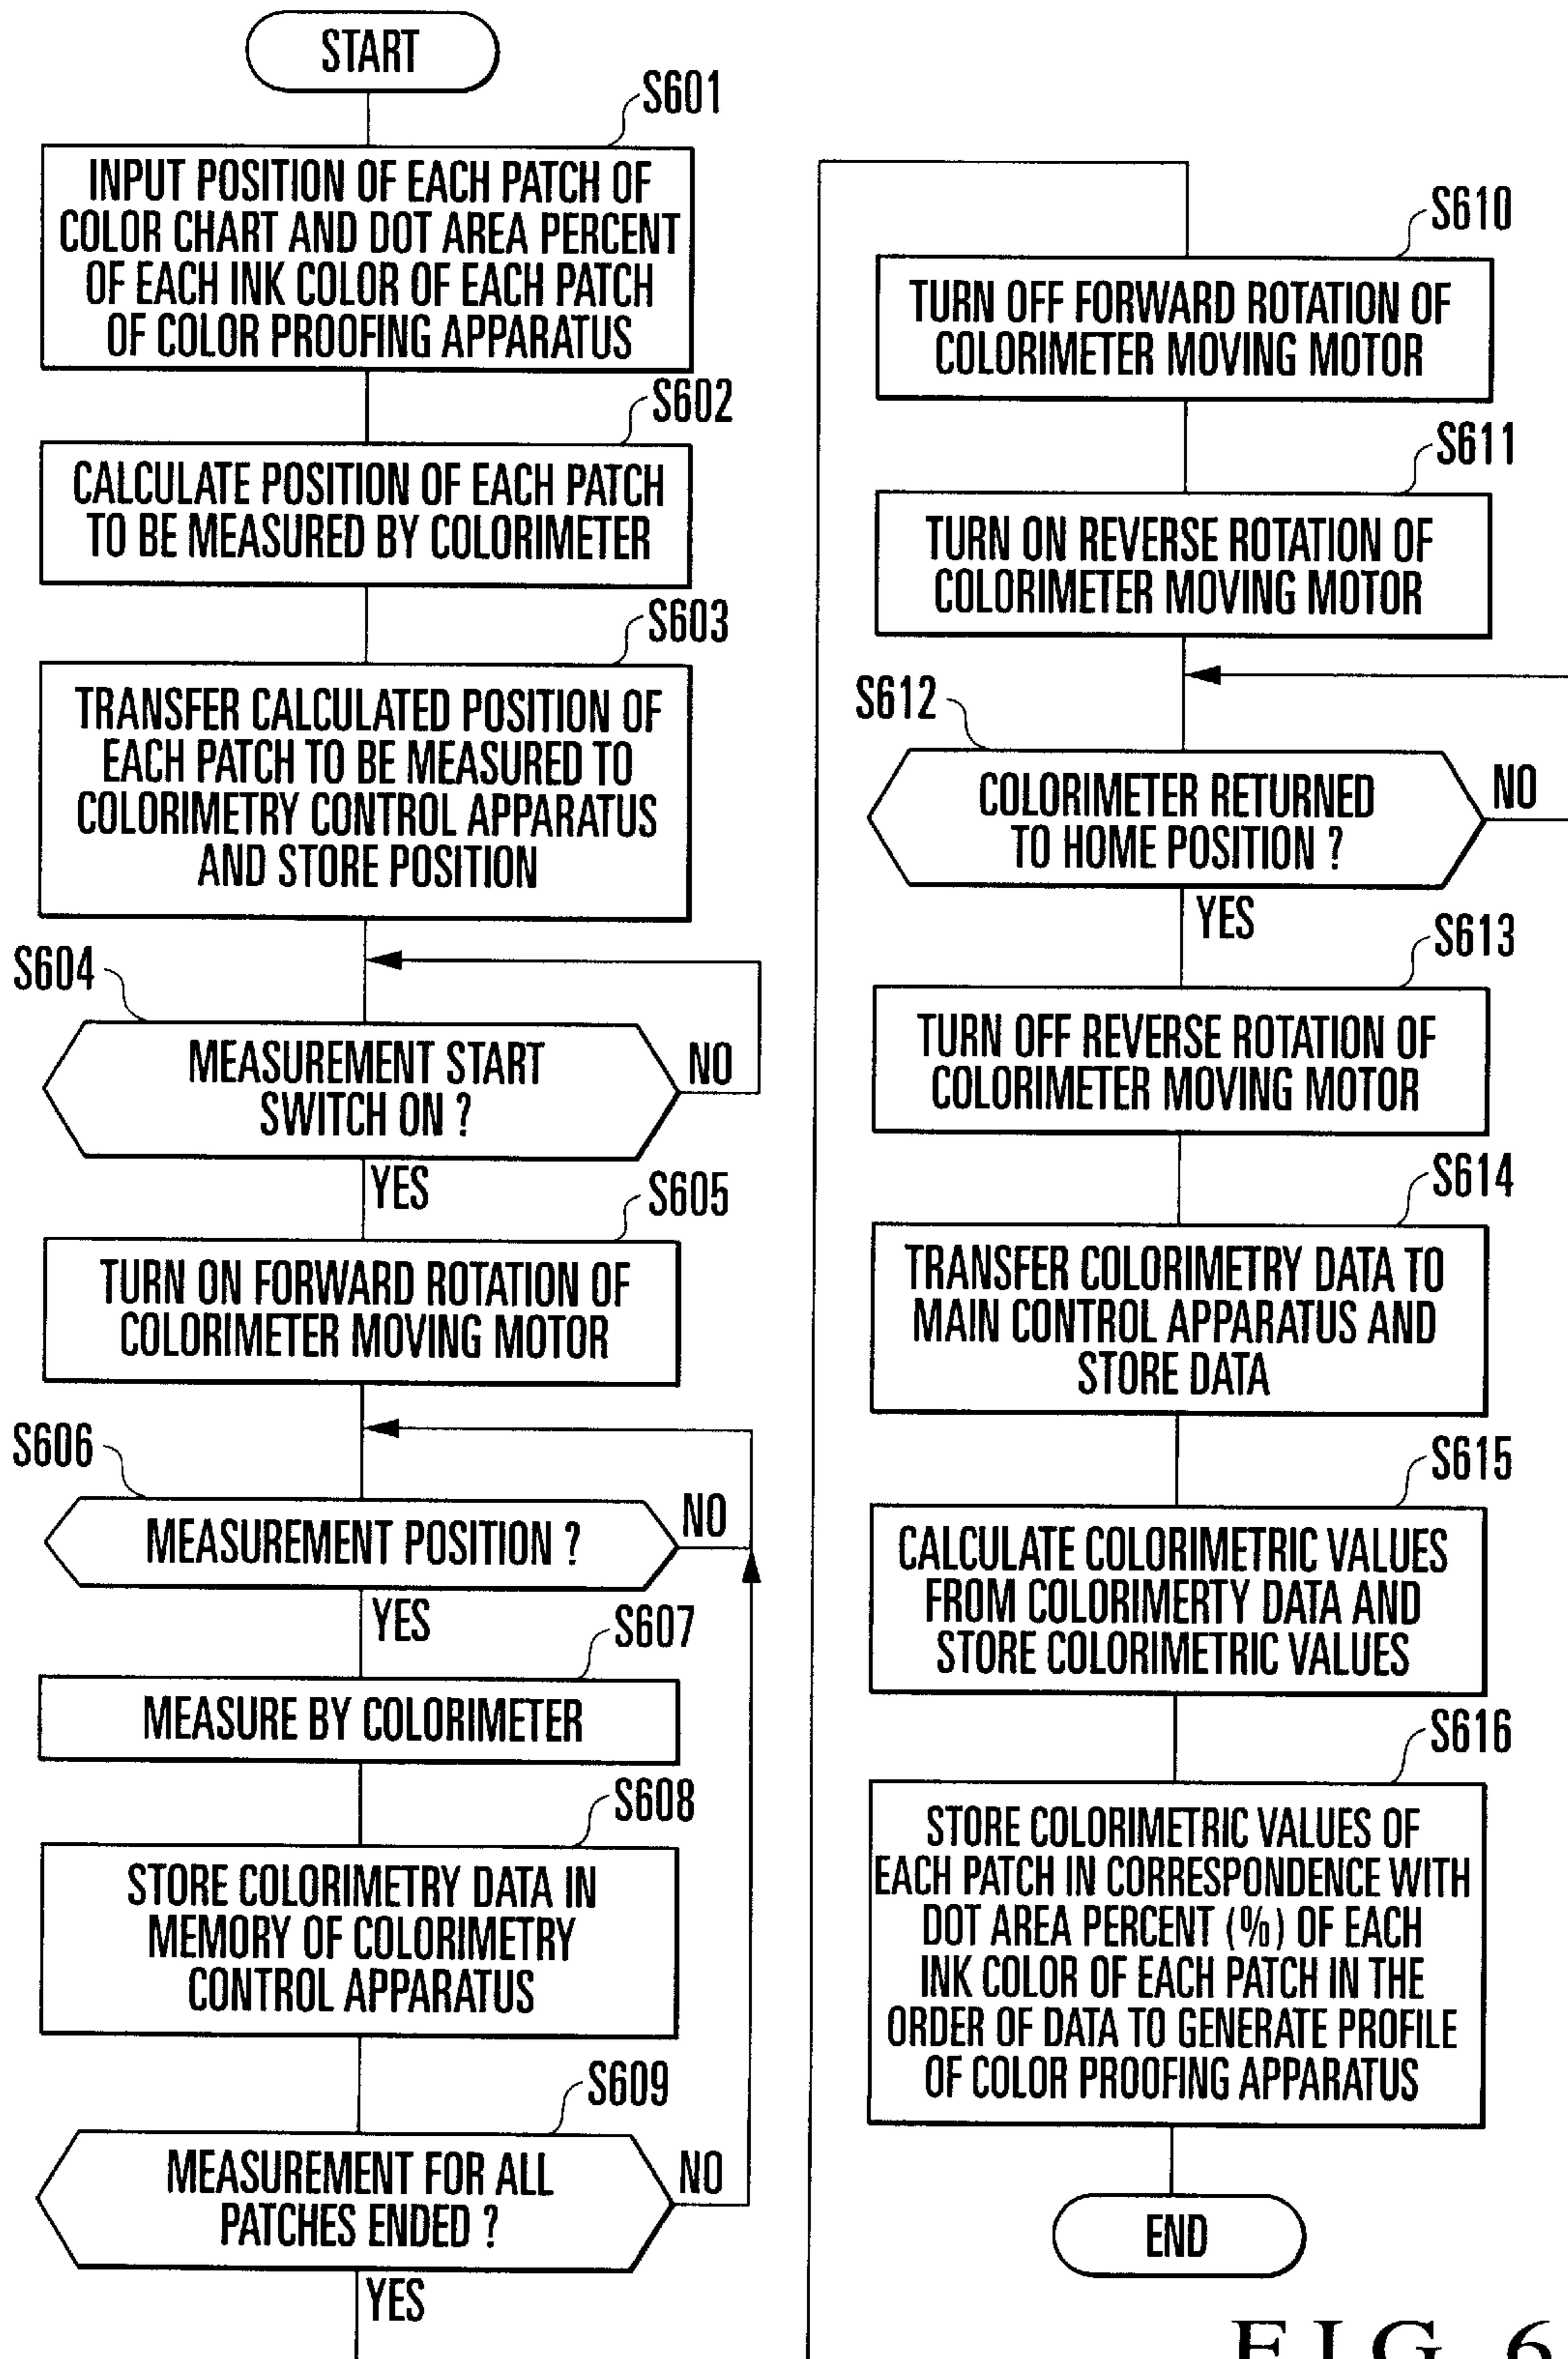 START
S601
INPUT POSITION OF EACH PATCH OF
COLOR CHART AND DOT AREA PERCENT
OF EACH INK COLOR OF EACH PATCH
OF COLOR PROOFING APPARATUS
S602
CALCULATE POSITION OF EACH PATCH
TO BE MEASURED BY COLORIMETER
S603
TRANSFER CALCULATED POSITION OF
EACH PATCH TO BE MEASURED TO
COLORIMETRY CONTROL APPARATUS
AND STORE POSITION
S604
MEASUREMENT START
SWITCH ON ?
NO
YES
S605
TURN ON FORWARD ROTATION OF
COLORIMETER MOVING MOTOR
S606
MEASUREMENT POSITION ?
NO
YES
S607
MEASURE BY COLORIMETER
S608
STORE COLORIMETRY DATA IN
MEMORY OF COLORIMETRY
CONTROL APPARATUS
S609
MEASUREMENT FOR ALL
PATCHES ENDED ?
NO
YES
S610
TURN OFF FORWARD ROTATION OF
COLORIMETER MOVING MOTOR
S611
TURN ON REVERSE ROTATION OF
COLORIMETER MOVING MOTOR
S612
COLORIMETER RETURNED
TO HOME POSITION ?
NO
YES
S613
TURN OFF REVERSE ROTATION OF
COLORIMETER MOVING MOTOR
S614
TRANSFER COLORIMETRY DATA TO
MAIN CONTROL APPARATUS AND
STORE DATA
S615
CALCULATE COLORIMETRIC VALUES
FROM COLORIMERTY DATA AND
STORE COLORIMETRIC VALUES
S616
STORE COLORIMETRIC VALUES OF
EACH PATCH IN CORRESPONDENCE WITH
DOT AREA PERCENT (%) OF EACH
INK COLOR OF EACH PATCH IN THE
ORDER OF DATA TO GENERATE PROFILE
OF COLOR PROOFING APPARATUS
END
FIG. 6